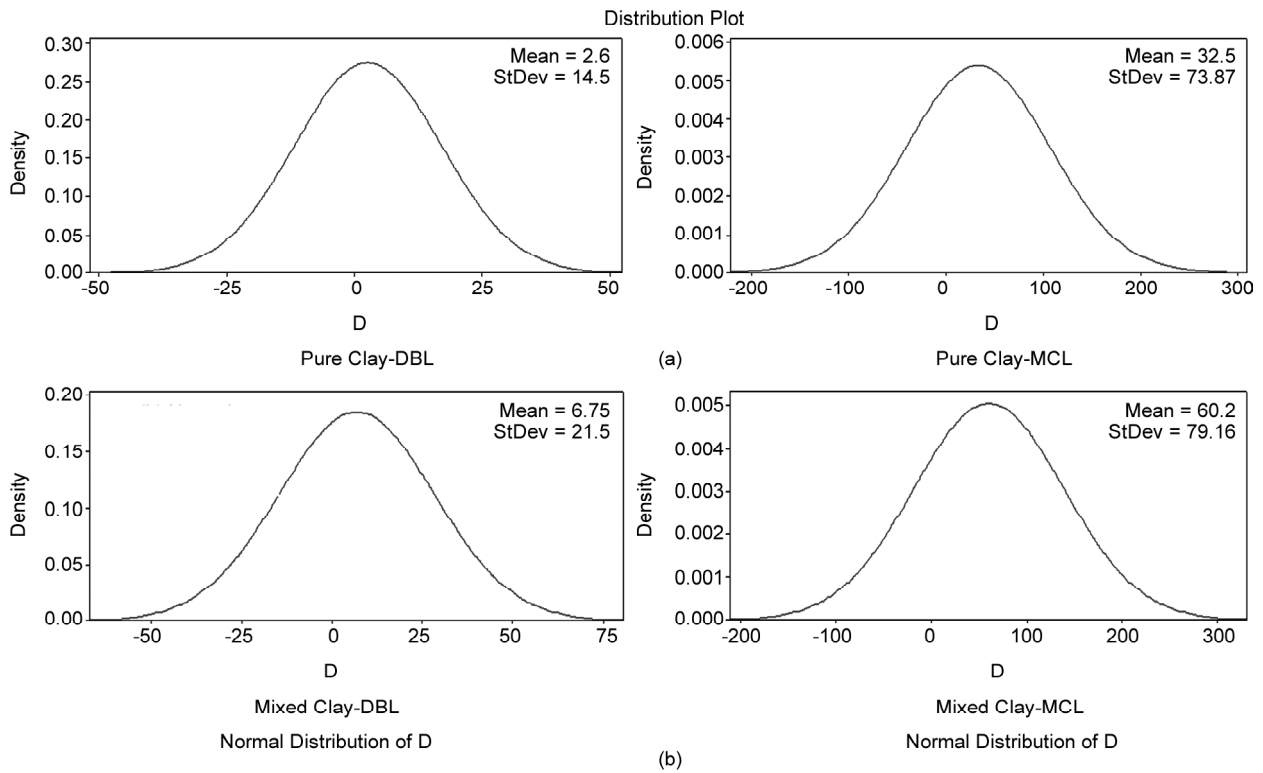 Distribution Plot
0.30
0.25
0.20
0.15
0.10
0.05
0.00
Density
Mean = 2.6
StDev = 14.5
-50 -25 0 25 50
D
Pure Clay-DBL
0.006
0.005
0.004
0.003
0.002
0.001
0.000
Density
Mean = 32.5
StDev = 73.87
-200 -100 0 100 200 300
D
Pure Clay-MCL
(a)
0.20
0.15
0.10
0.05
0.00
Density
Mean = 6.75
StDev = 21.5
-50 -25 0 25 50 75
D
Mixed Clay-DBL
Normal Distribution of D
0.005
0.004
0.003
0.002
0.001
0.000
Density
Mean = 60.2
StDev = 79.16
-200 -100 0 100 200 300
D
Mixed Clay-MCL
Normal Distribution of D
(b)